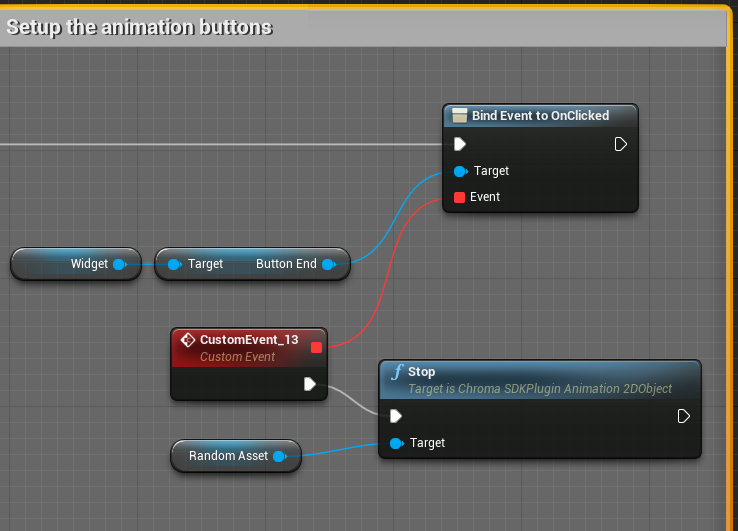 Setup the animation buttons
Bind Event to OnClicked
Target
Event
Widget
Target Button End
CustomEvent_13
Custom Event
f Stop
Target is Chroma SDKPlugin Animation 2DObject
Target
Random Asset